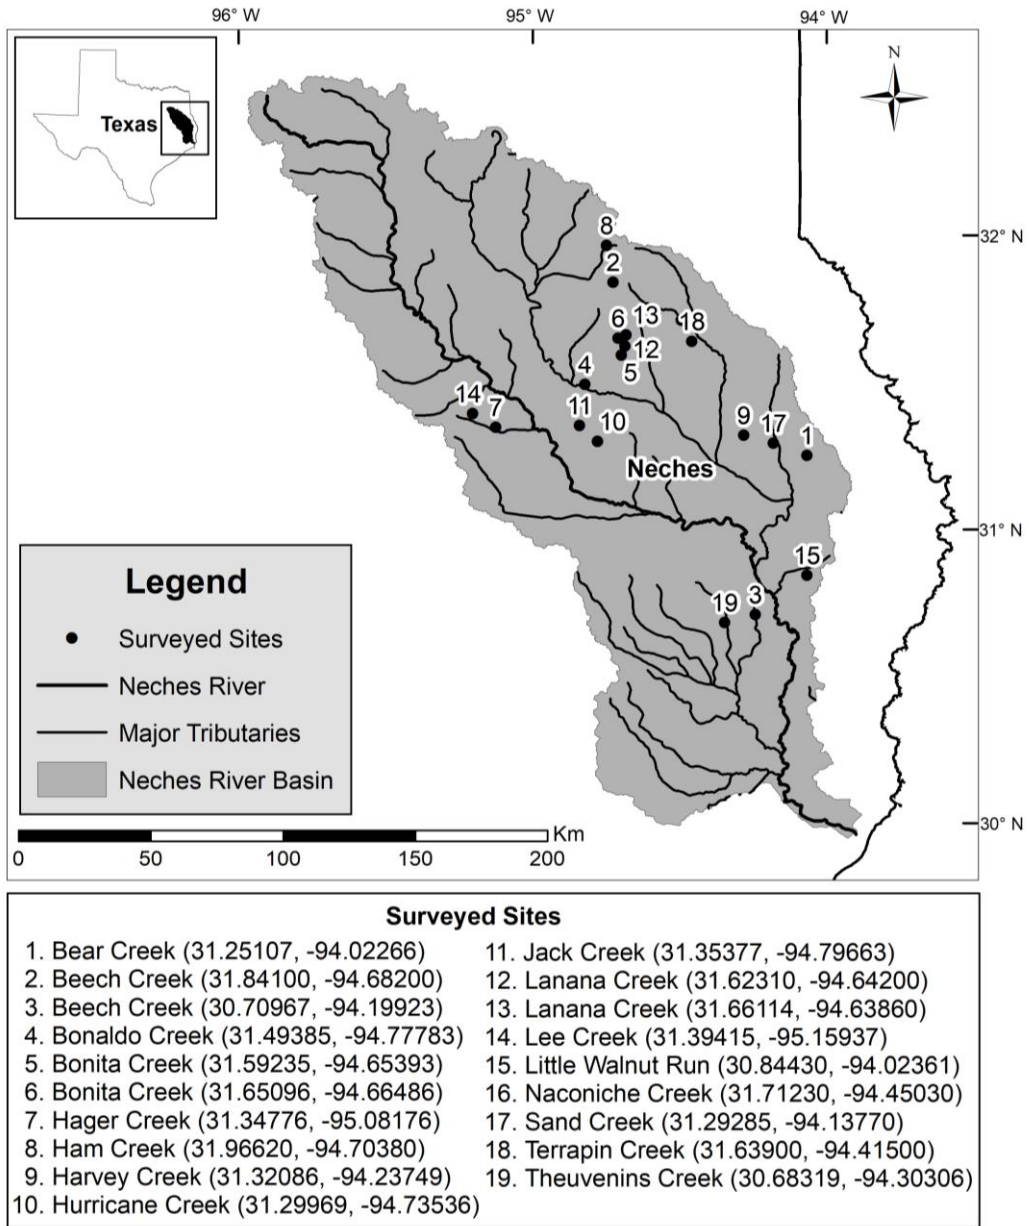 96° W
95° W
94° W
N
Texas
32° N
8
2
6
13
18
12
5
4
14
7
11
10
9
17
1
Neches
31° N
15
19
3
Legend
Surveyed Sites
Neches River
Major Tributaries
Neches River Basin
30° N
Km
0
50
100
150
200
Surveyed Sites
1. Bear Creek (31.25107, -94.02266)
2. Beech Creek (31.84100, -94.68200)
3. Beech Creek (30.70967, -94.19923)
4. Bonaldo Creek (31.49385, -94.77783)
5. Bonita Creek (31.59235, -94.65393)
6. Bonita Creek (31.65096, -94.66486)
7. Hager Creek (31.34776, -95.08176)
8. Ham Creek (31.96620, -94.70380)
9. Harvey Creek (31.32086, -94.23749)
10. Hurricane Creek (31.29969, -94.73536)
11. Jack Creek (31.35377, -94.79663)
12. Lanana Creek (31.62310, -94.64200)
13. Lanana Creek (31.66114, -94.63860)
14. Lee Creek (31.39415, -95.15937)
15. Little Walnut Run (30.84430, -94.02361)
16. Naconiche Creek (31.71230, -94.45030)
17. Sand Creek (31.29285, -94.13770)
18. Terrapin Creek (31.63900, -94.41500)
19. Theuvenins Creek (30.68319, -94.30306)